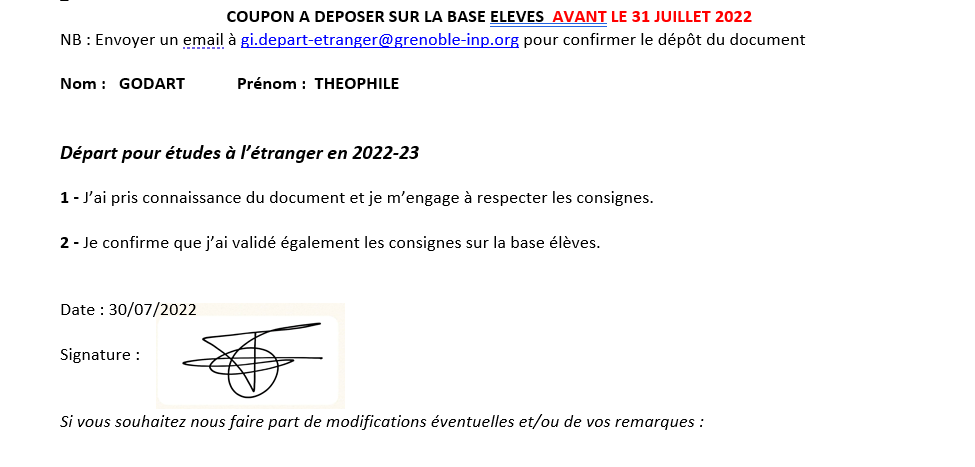 COUPON A DEPOSER SUR LA BASE ELEVES AVANT LE 31 JUILLET 2022
NB : Envoyer un email à gi.depart-etranger@grenoble-inp.org pour confirmer le dépôt du document
Nom : GODART Prénom : THEOPHILE
Départ pour études à l’étranger en 2022-23
1 - J’ai pris connaissance du document et je m’engage à respecter les consignes.
2 - Je confirme que j’ai validé également les consignes sur la base élèves.
Date : 30/07/2022
Signature :
Si vous souhaitez nous faire part de modifications éventuelles et/ou de vos remarques :